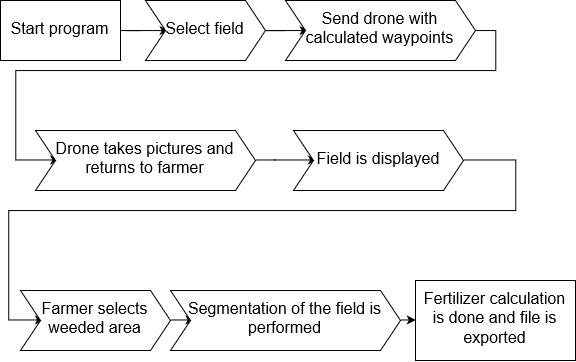 Start program
Select field
Send drone with
calculated waypoints
Drone takes pictures and
returns to farmer
Field is displayed
Farmer selects
weeded area
Segmentation of the field is
performed
Fertilizer calculation
is done and file is
exported